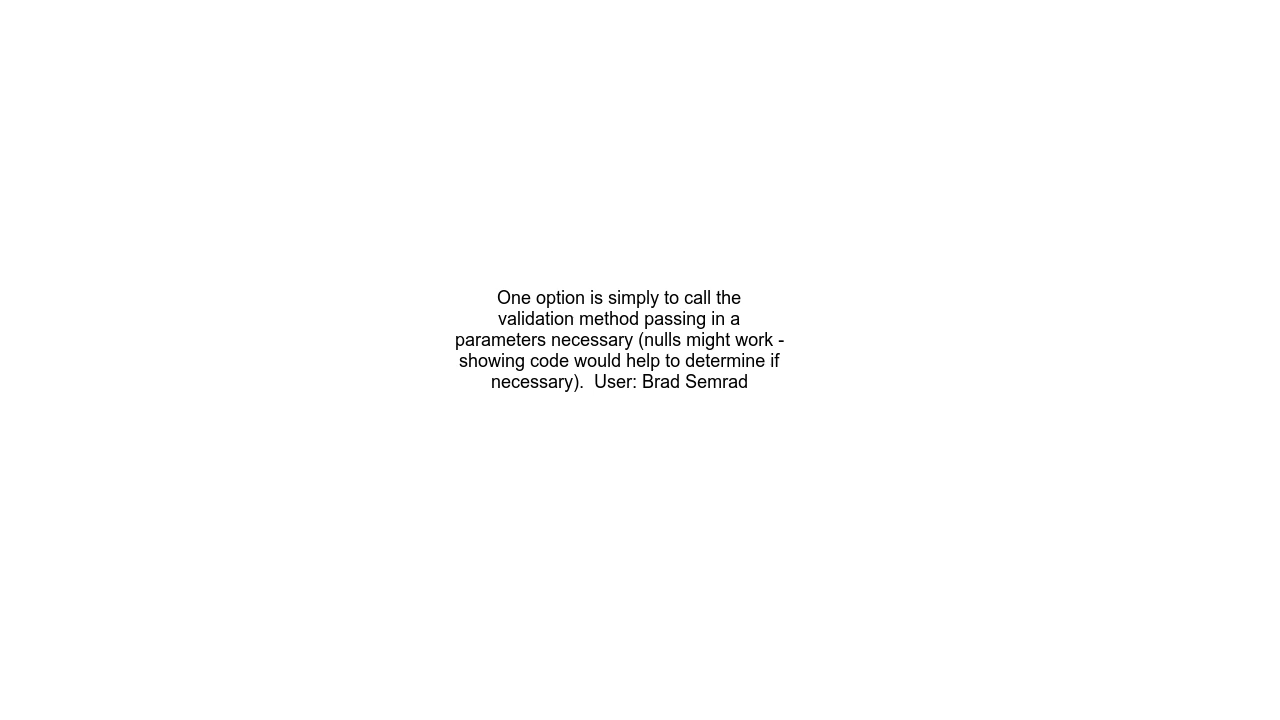 One option is simply to call the
validation method passing in a
parameters necessary (nulls might work -
showing code would help to determine if
necessary).  User: Brad Semrad